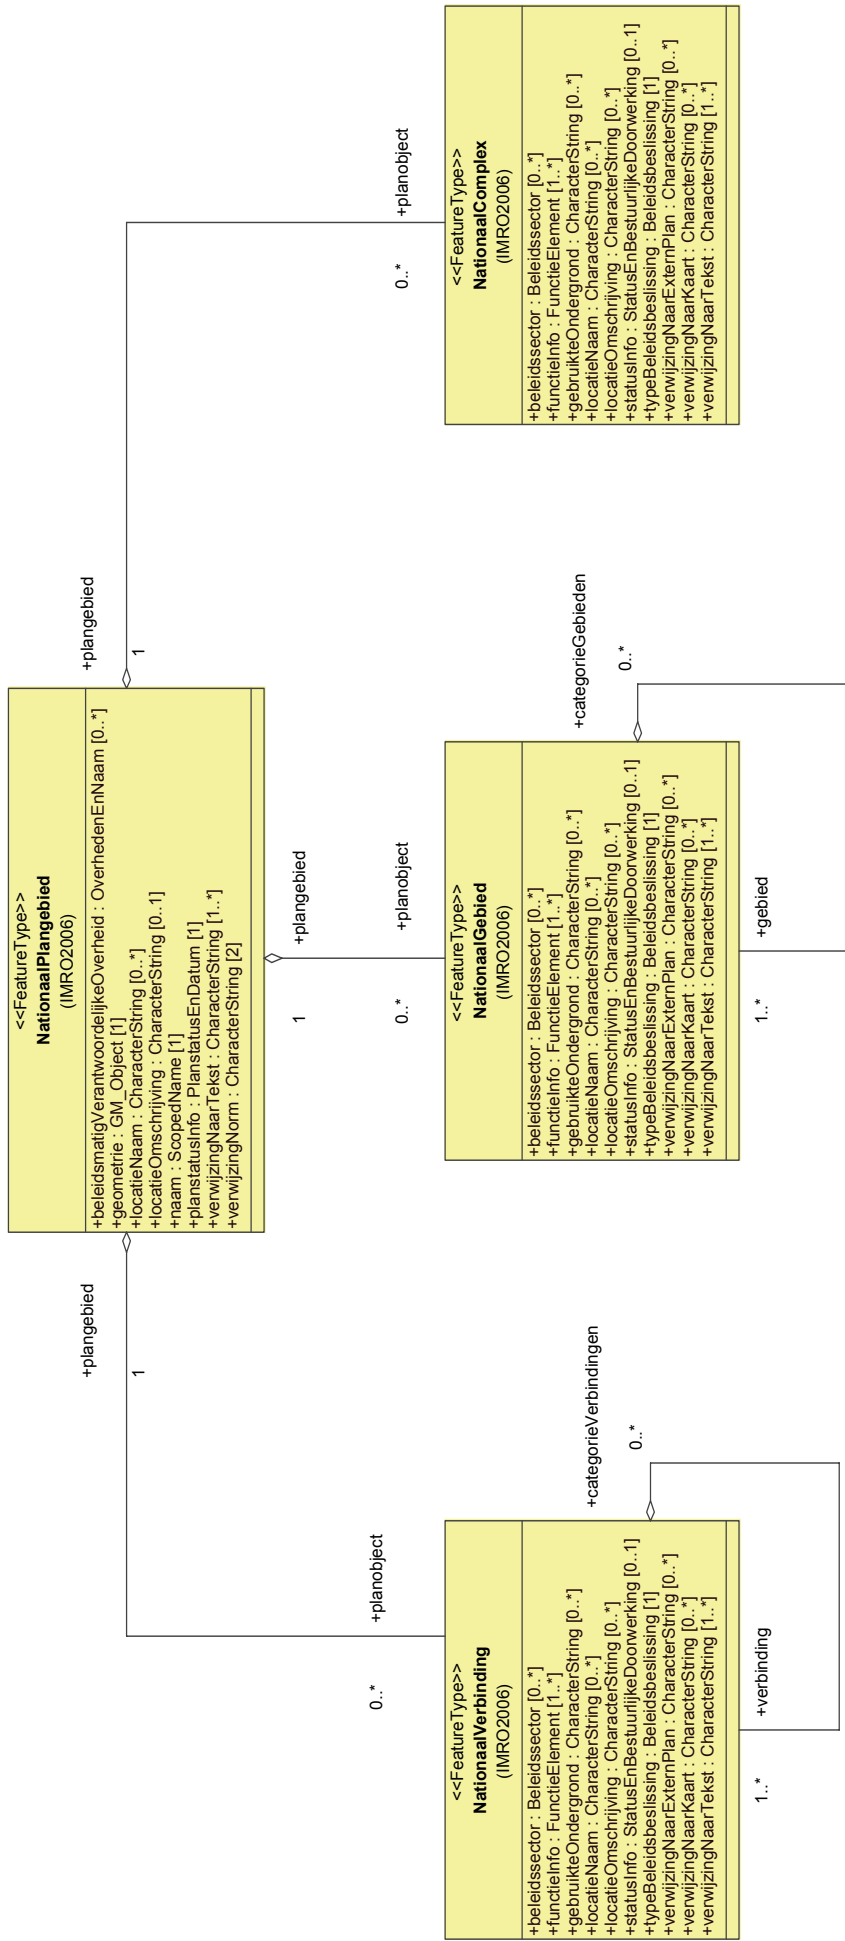 <<FeatureType>>
NationaalPlangebied
(IMRO2006)
+beleidsmatigVerantwoordelijkeOverheid : OverhedenEnNaam [0..*]
+geometrie : GM_Object [1]
+locatieNaam : CharacterString [0..*]
+locatieOmschrijving : CharacterString [0..1]
+naam : ScopedName [1]
+planstatusInfo : PlanstatusEnDatum [1]
+verwijzingNaarTekst : CharacterString [1..*]
+verwijzingNorm : CharacterString [2]
+plangebied
1
+planobject
0..*
+plangebied
1
+planobject
0..*
+plangebied
1
+planobject
0..*
<<FeatureType>>
NationaalVerbinding
(IMRO2006)
+beleidssector : Beleidssector [0..*]
+functieInfo : FunctieElement [1..*]
+gebruikteOndergrond : CharacterString [0..*]
+locatieNaam : CharacterString [0..*]
+locatieOmschrijving : CharacterString [0..*]
+statusInfo : StatusEnBestuurlijkeDoorwerking [0..1]
+typeBeleidsbeslissing : Beleidsbeslissing [1]
+verwijzingNaarExternPlan : CharacterString [0..*]
+verwijzingNaarKaart : CharacterString [0..*]
+verwijzingNaarTekst : CharacterString [1..*]
+categorieVerbindingen
0..*
+verbinding
1..*
<<FeatureType>>
NationaalGebied
(IMRO2006)
+beleidssector : Beleidssector [0..*]
+functieInfo : FunctieElement [1..*]
+gebruikteOndergrond : CharacterString [0..*]
+locatieNaam : CharacterString [0..*]
+locatieOmschrijving : CharacterString [0..*]
+statusInfo : StatusEnBestuurlijkeDoorwerking [0..1]
+typeBeleidsbeslissing : Beleidsbeslissing [1]
+verwijzingNaarExternPlan : CharacterString [0..*]
+verwijzingNaarKaart : CharacterString [0..*]
+verwijzingNaarTekst : CharacterString [1..*]
+categorieGebieden
0..*
+gebied
1..*
<<FeatureType>>
NationaalComplex
(IMRO2006)
+beleidssector : Beleidssector [0..*]
+functieInfo : FunctieElement [1..*]
+gebruikteOndergrond : CharacterString [0..*]
+locatieNaam : CharacterString [0..*]
+locatieOmschrijving : CharacterString [0..*]
+statusInfo : StatusEnBestuurlijkeDoorwerking [0..1]
+typeBeleidsbeslissing : Beleidsbeslissing [1]
+verwijzingNaarExternPlan : CharacterString [0..*]
+verwijzingNaarKaart : CharacterString [0..*]
+verwijzingNaarTekst : CharacterString [1..*]